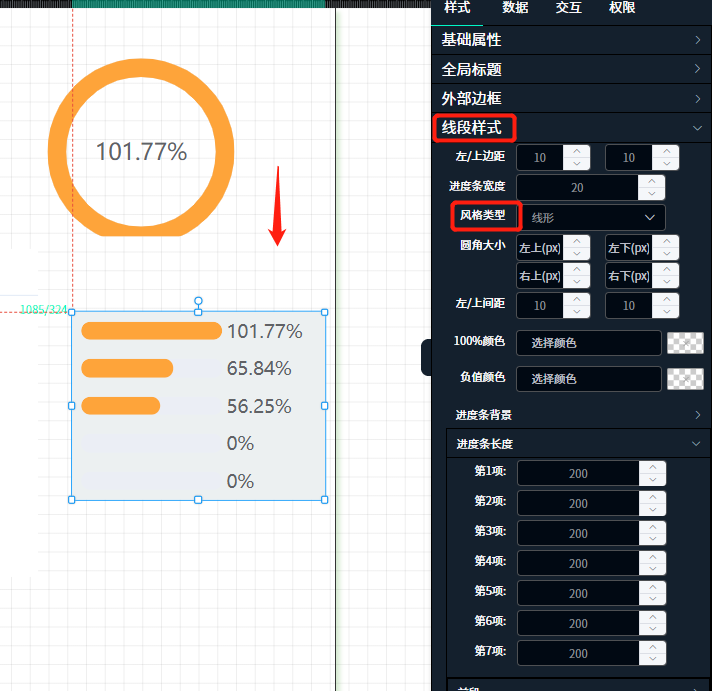 样式 数据 交互 权限
基础属性
全局标题
外部边框
线段样式
左/上边距 10 10
进度条宽度 20
风格类型 线形
圆角大小 左上(px) 左下(px)
右上(px) 右下(px)
左/上间距 10 10
100%颜色 选择颜色
负值颜色 选择颜色
进度条背景
进度条长度
第1项: 200
第2项: 200
第3项: 200
第4项: 200
第5项: 200
第6项: 200
第7项: 200
101.77%
1085/324
101.77%
65.84%
56.25%
0%
0%